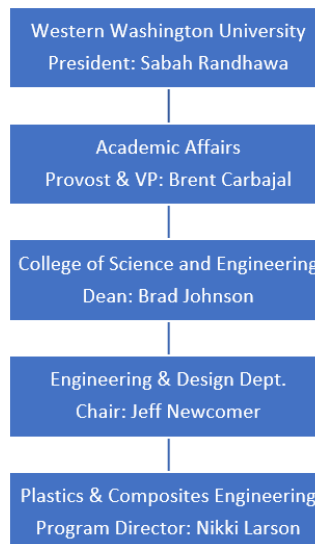 Western Washington University
President: Sabah Randhawa
Academic Affairs
Provost & VP: Brent Carbajal
College of Science and Engineering
Dean: Brad Johnson
Engineering & Design Dept.
Chair: Jeff Newcomer
Plastics & Composites Engineering
Program Director: Nikki Larson